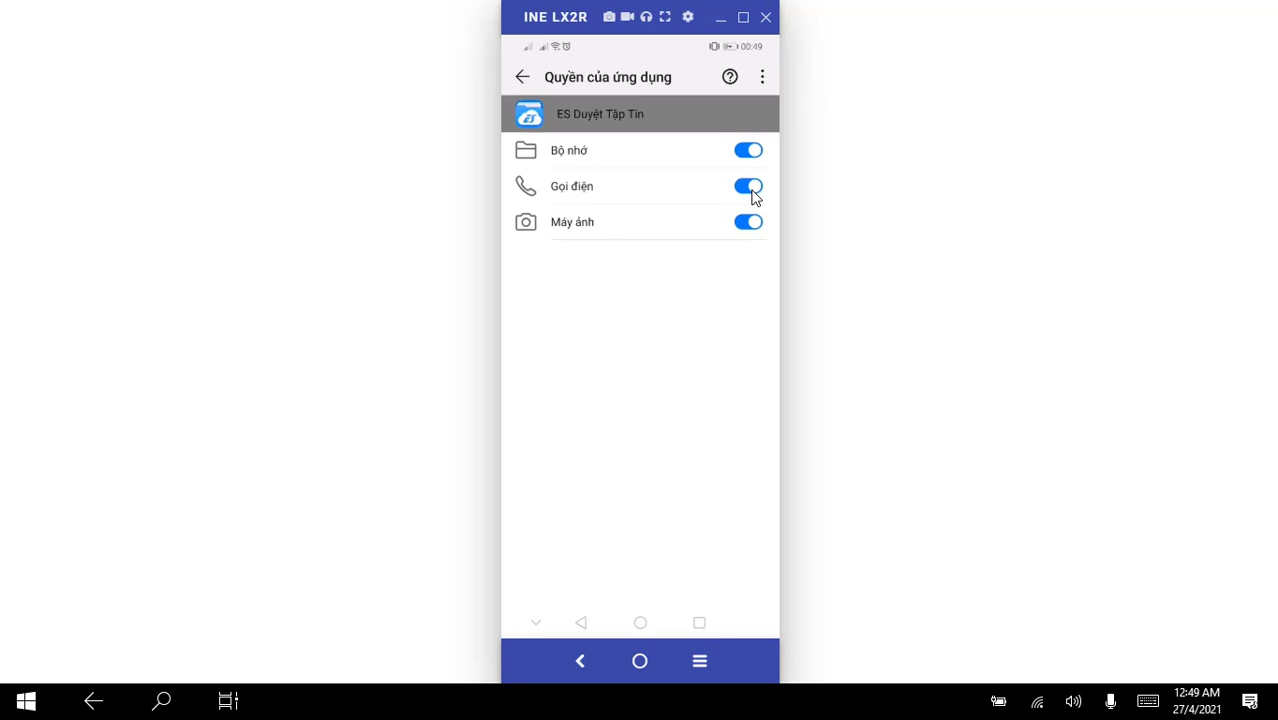 INE LX2R
00:49
Quyền của ứng dụng
ES
ES Duyệt Tập Tin
Bộ nhớ
Gọi điện
Máy ảnh
12:49 AM
27/4/2021